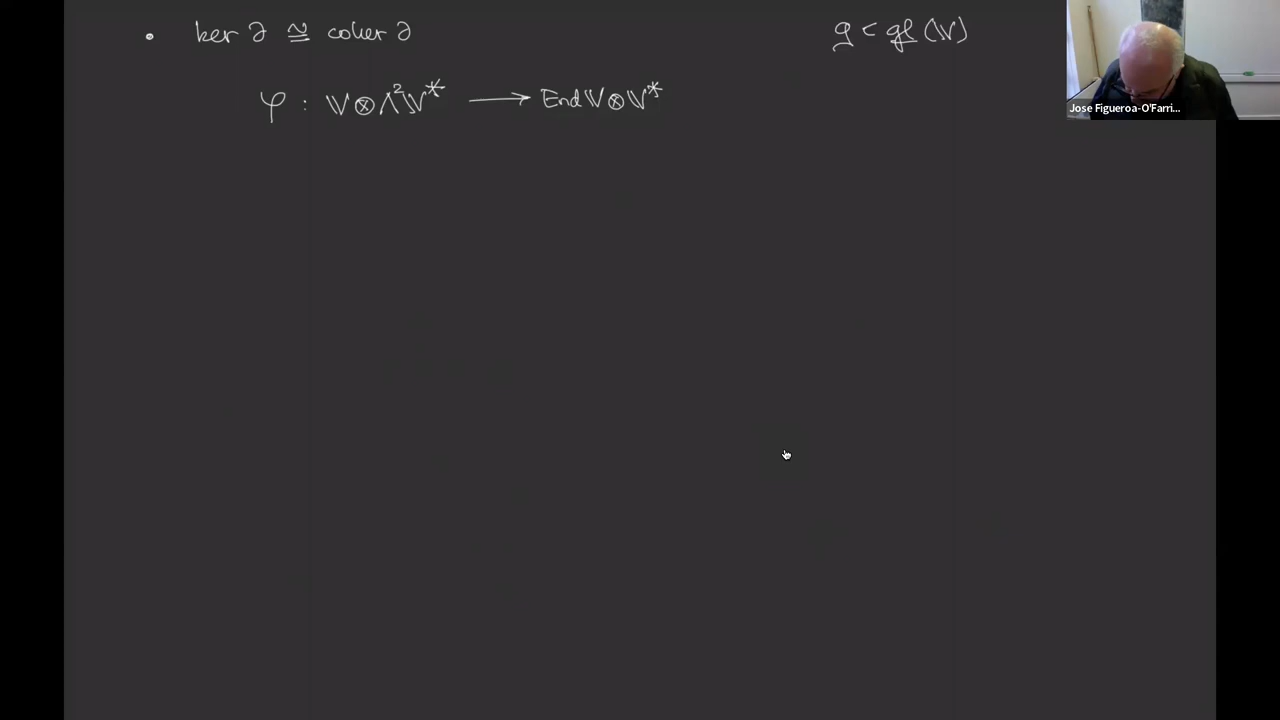 • ker ∂ ≅ coker ∂ 𝔤 < 𝔤𝔩(𝕍)
φ : 𝕍 ⊗ Λ²𝕍* ⟶ End 𝕍 ⊗ 𝕍*
Jose Figueroa-O'Farri...